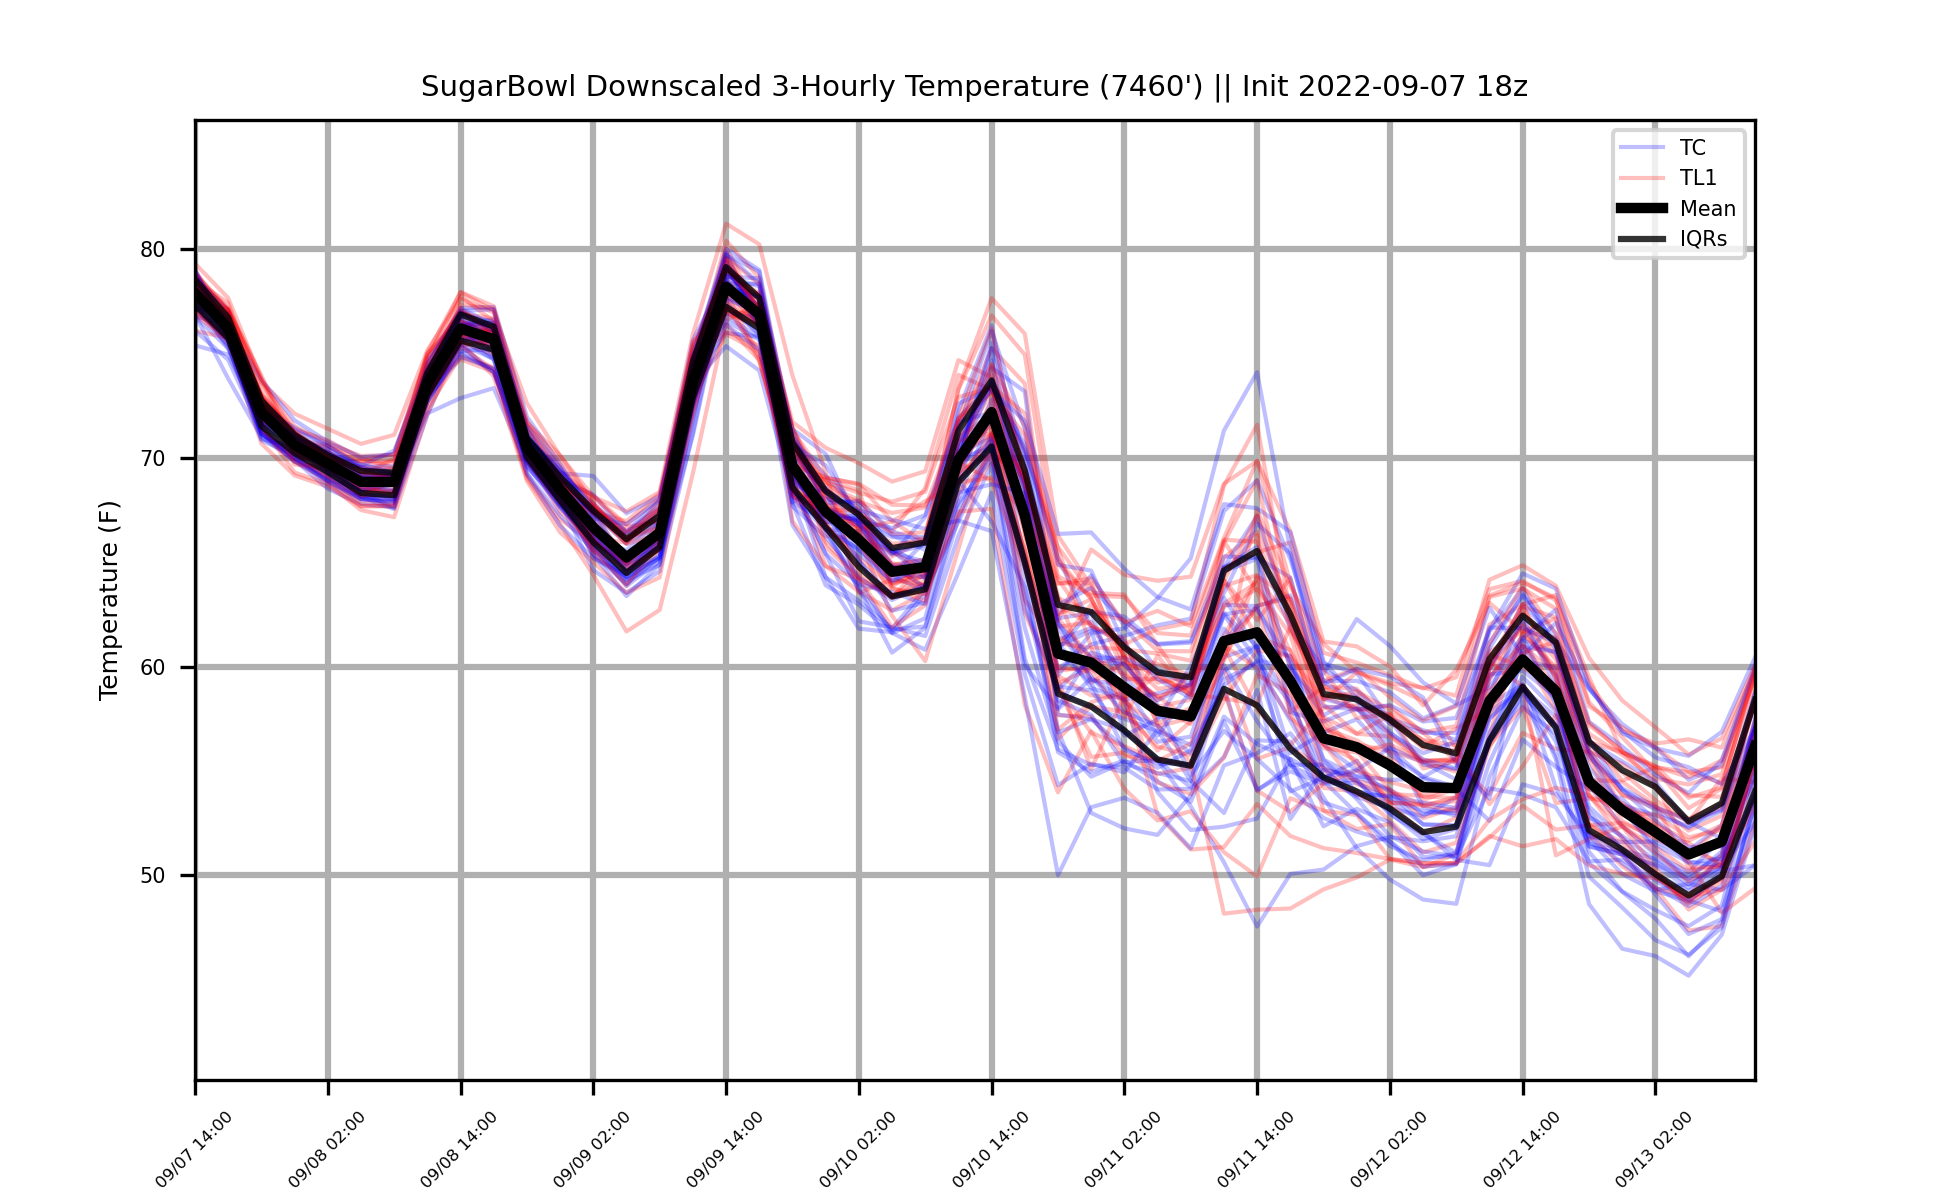 SugarBowl Downscaled 3-Hourly Temperature (7460') || Init 2022-09-07 18z
TC
TL1
Mean
IQRs
Temperature (F)
80
70
60
50
09/07 14:00
09/08 02:00
09/08 14:00
09/09 02:00
09/09 14:00
09/10 02:00
09/10 14:00
09/11 02:00
09/11 14:00
09/12 02:00
09/12 14:00
09/13 02:00